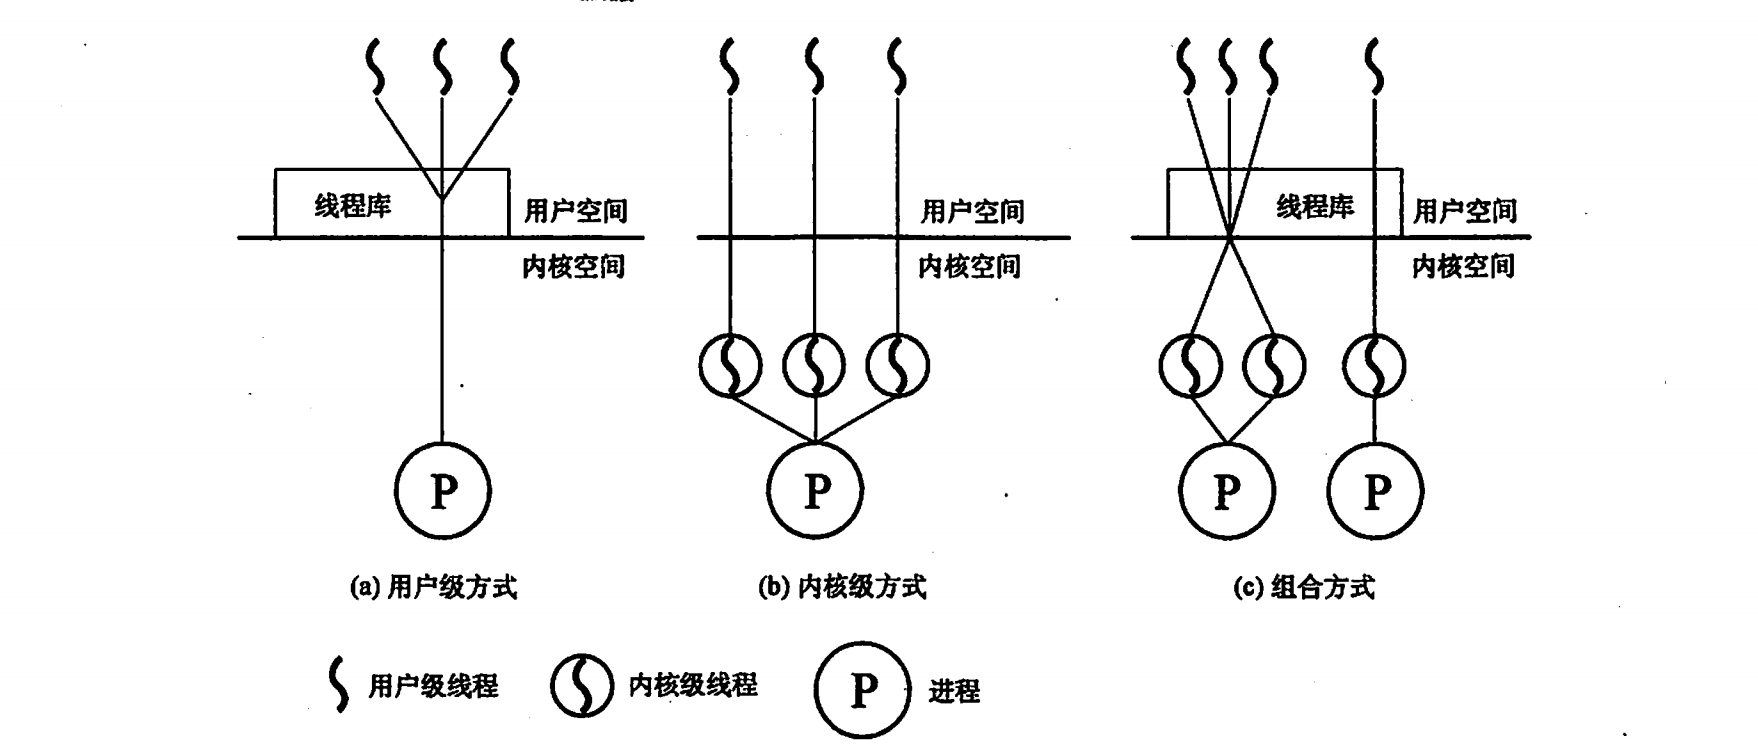 线程库
用户空间
内核空间
用户空间
内核空间
线程库
用户空间
内核空间
P
P
P
P
(a) 用户级方式
(b) 内核级方式
(c) 组合方式
用户级线程
内核级线程
P
进程